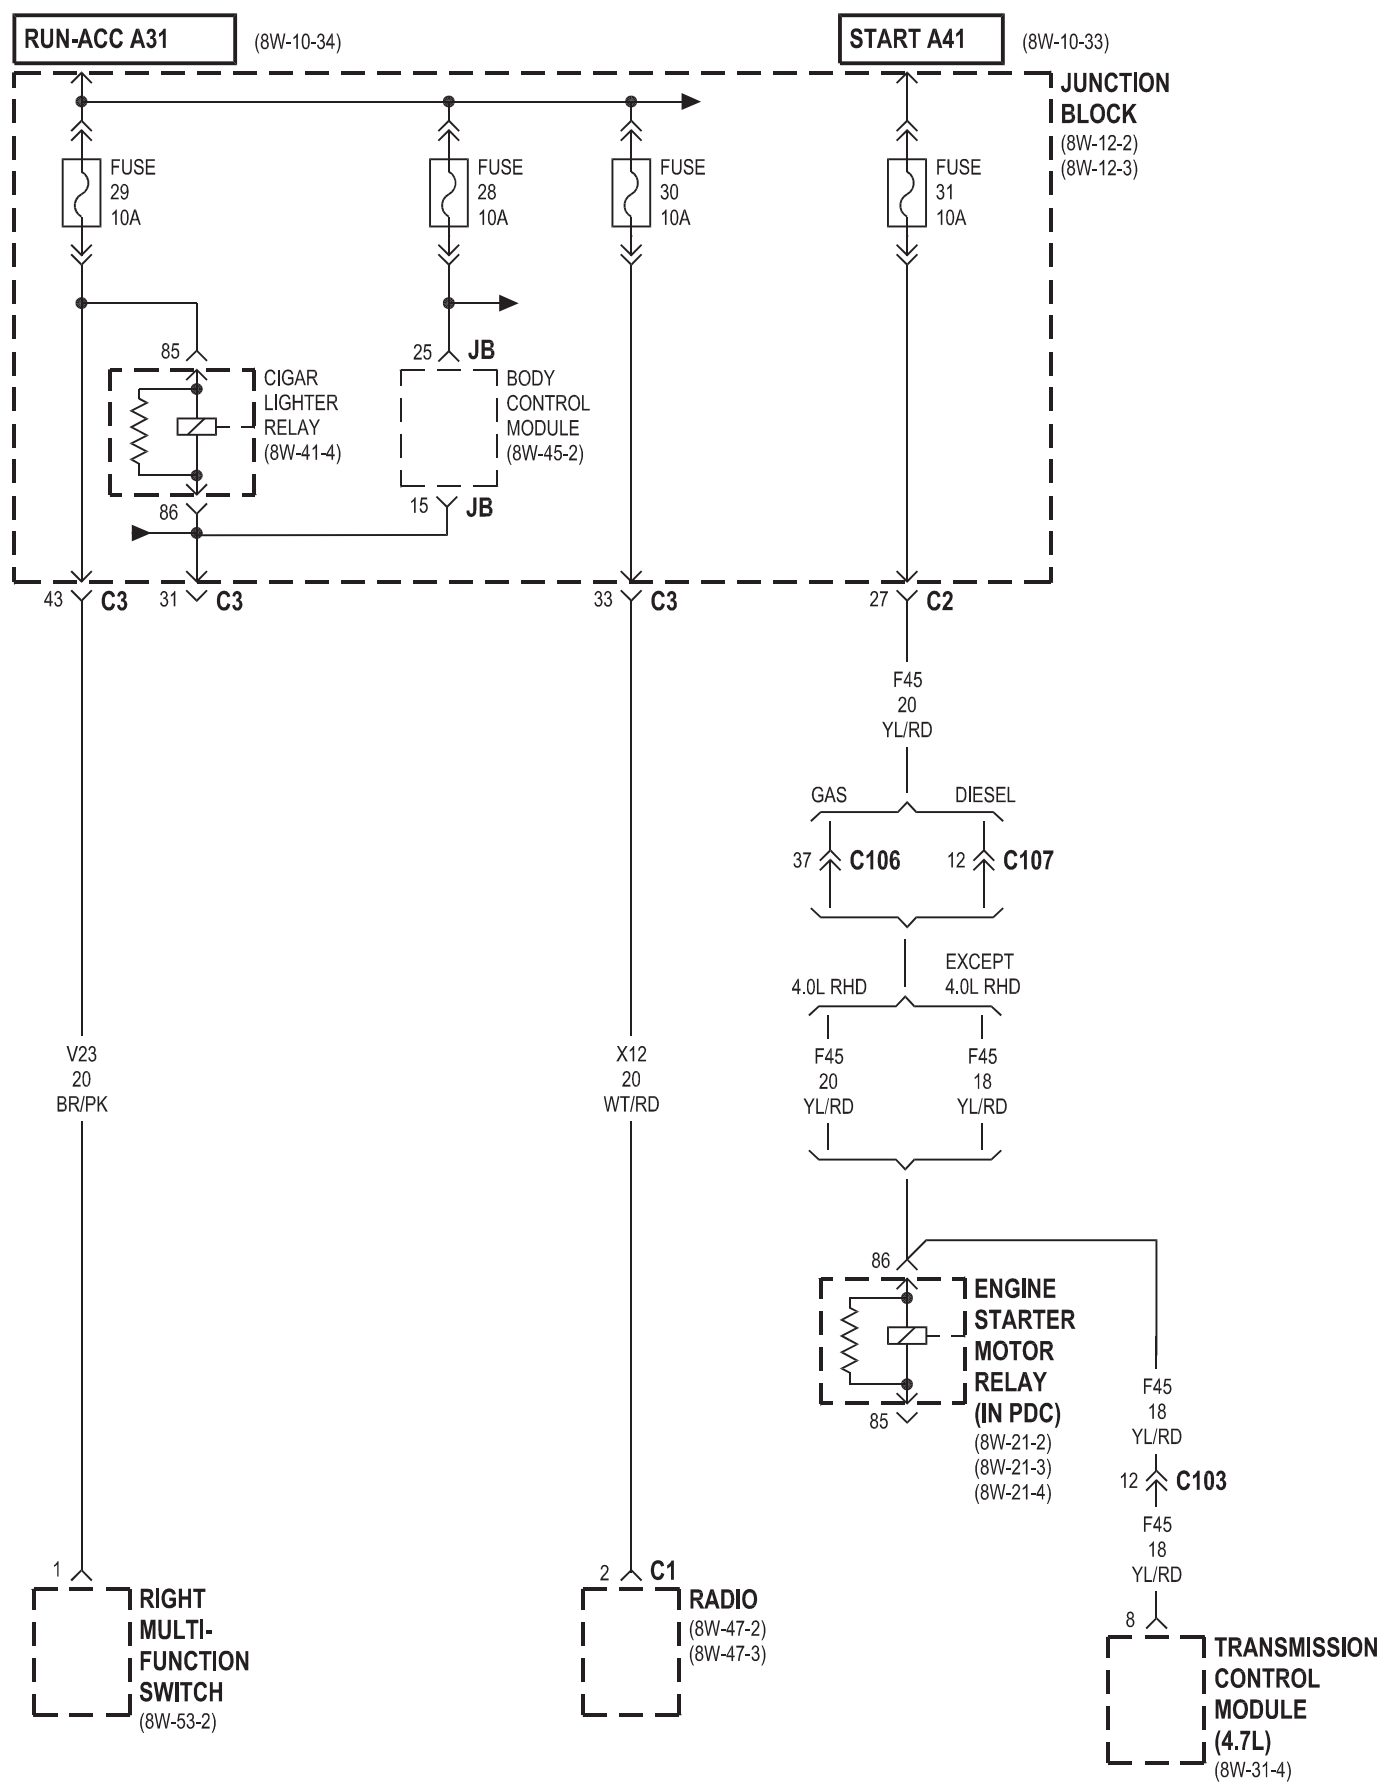 RUN-ACC A31
(8W-10-34)
START A41
(8W-10-33)
JUNCTION
BLOCK
(8W-12-2)
(8W-12-3)
FUSE
29
10A
FUSE
28
10A
FUSE
30
10A
FUSE
31
10A
85
CIGAR
LIGHTER
RELAY
(8W-41-4)
86
25
JB
BODY
CONTROL
MODULE
(8W-45-2)
15
JB
43
C3
31
C3
33
C3
27
C2
F45
20
YL/RD
GAS
DIESEL
37
C106
12
C107
4.0L RHD
EXCEPT
4.0L RHD
V23
20
BR/PK
X12
20
WT/RD
F45
20
YL/RD
F45
18
YL/RD
86
ENGINE
STARTER
MOTOR
RELAY
(IN PDC)
(8W-21-2)
(8W-21-3)
(8W-21-4)
85
F45
18
YL/RD
12
C103
F45
18
YL/RD
1
RIGHT
MULTI-
FUNCTION
SWITCH
(8W-53-2)
2
C1
RADIO
(8W-47-2)
(8W-47-3)
8
TRANSMISSION
CONTROL
MODULE
(4.7L)
(8W-31-4)